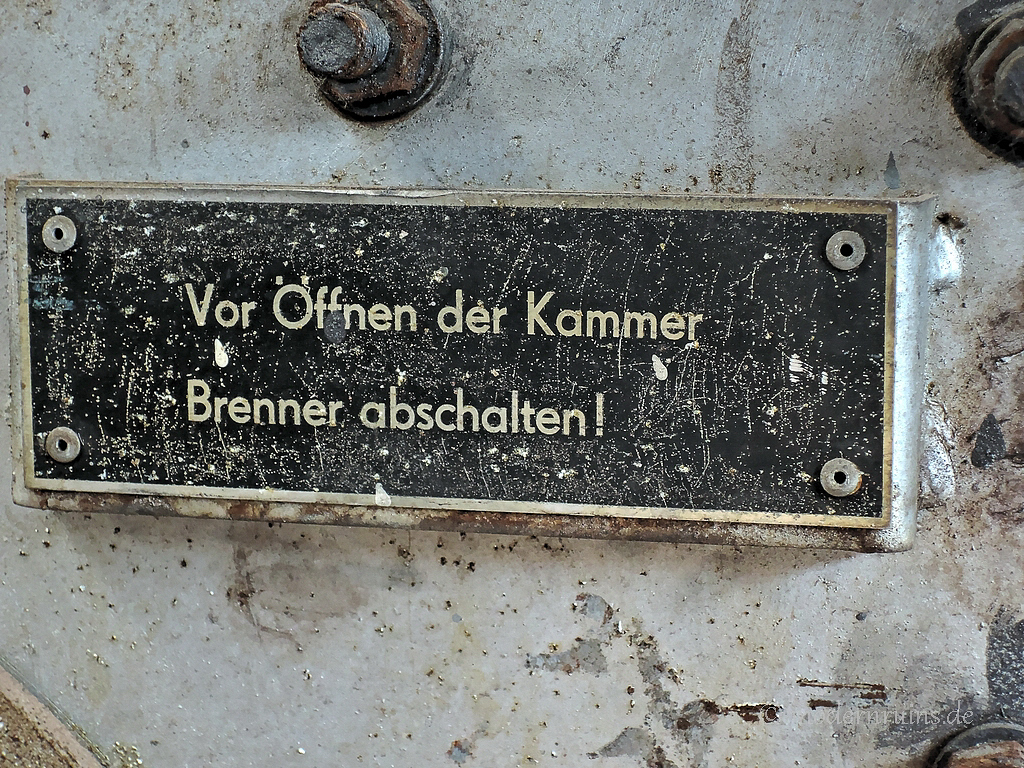 Vor Öffnen der Kammer
Brenner abschalten!